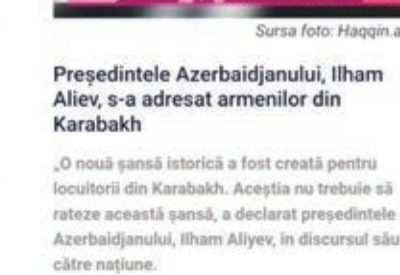 Sursa foto: Haqqin.a
Președintele Azerbaidjanului, Ilham
Aliev, s-a adresat armenilor din
Karabakh
„O nouă șansă istorică a fost creată pentru
locuitorii din Karabakh. Aceștia nu trebuie să
rateze această șansă, a declarat președintele
Azerbaidjanului, Ilham Aliyev, în discursul său
către națiune.